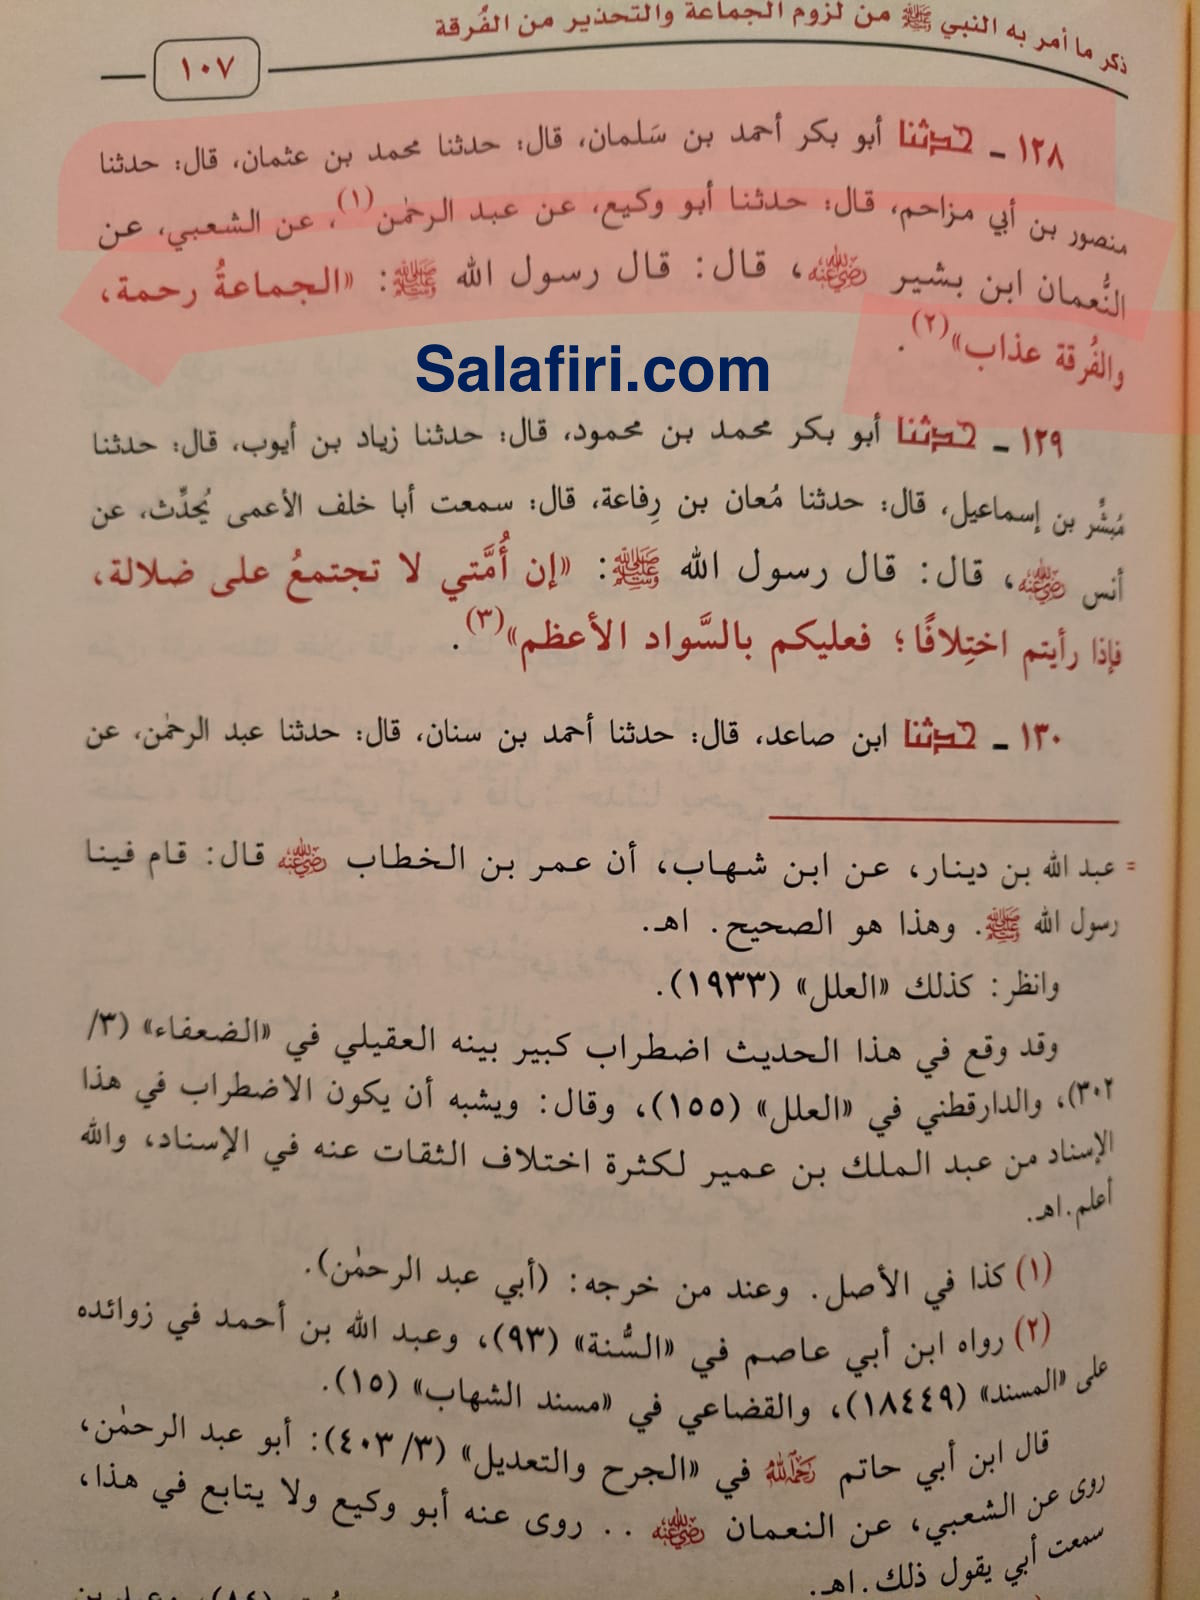 ذكر ما أمر به النبي ﷺ من لزوم الجماعة والتحذير من الفُرقة
١٠٧
١٢٨ ـ حدثنا أبو بكر أحمد بن سَلمان، قال: حدثنا محمد بن عثمان، قال: حدثنا
منصور بن أبي مزاحم، قال: حدثنا أبو وكيع، عن عبد الرحمٰن(١)، عن الشعبي، عن
النُّعمان ابن بشير رضي الله عنه، قال: قال رسول الله ﷺ: «الجماعةُ رحمة،
والفُرقة عذاب»(٢).
Salafiri.com
١٢٩ ـ حدثنا أبو بكر محمد بن محمود، قال: حدثنا زياد بن أيوب، قال: حدثنا
مُبشِّر بن إسماعيل، قال: حدثنا مُعان بن رِفاعة، قال: سمعت أبا خلف الأعمى يُحدِّث، عن
أنس رضي الله عنه، قال: قال رسول الله ﷺ: «إن أُمَّتي لا تجتمعُ على ضلالة،
فإذا رأيتم اختِلافًا؛ فعليكم بالسَّواد الأعظم»(٣).
١٣٠ ـ حدثنا ابن صاعد، قال: حدثنا أحمد بن سنان، قال: حدثنا عبد الرحمٰن، عن
= عبد الله بن دينار، عن ابن شهاب، أن عمر بن الخطاب رضي الله عنه قال: قام فينا
رسول الله ﷺ. وهذا هو الصحيح. اهـ.
وانظر: كذلك «العلل» (١٩٣٣).
وقد وقع في هذا الحديث اضطراب كبير بينه العقيلي في «الضعفاء» (٣/
٣٠٢)، والدارقطني في «العلل» (١٥٥)، وقال: ويشبه أن يكون الاضطراب في هذا
الإسناد من عبد الملك بن عمير لكثرة اختلاف الثقات عنه في الإسناد، والله
أعلم.اهـ.
(١) كذا في الأصل. وعند من خرجه: (أبي عبد الرحمٰن).
(٢) رواه ابن أبي عاصم في «السُّنة» (٩٣)، وعبد الله بن أحمد في زوائده
على «المسند» (١٨٤٤٩)، والقضاعي في «مسند الشهاب» (١٥).
قال ابن أبي حاتم رحمه الله في «الجرح والتعديل» (٤٠٣/٣): أبو عبد الرحمٰن،
روى عن الشعبي، عن النعمان رضي الله عنه .. روى عنه أبو وكيع ولا يتابع في هذا،
سمعت أبي يقول ذلك.اهـ.